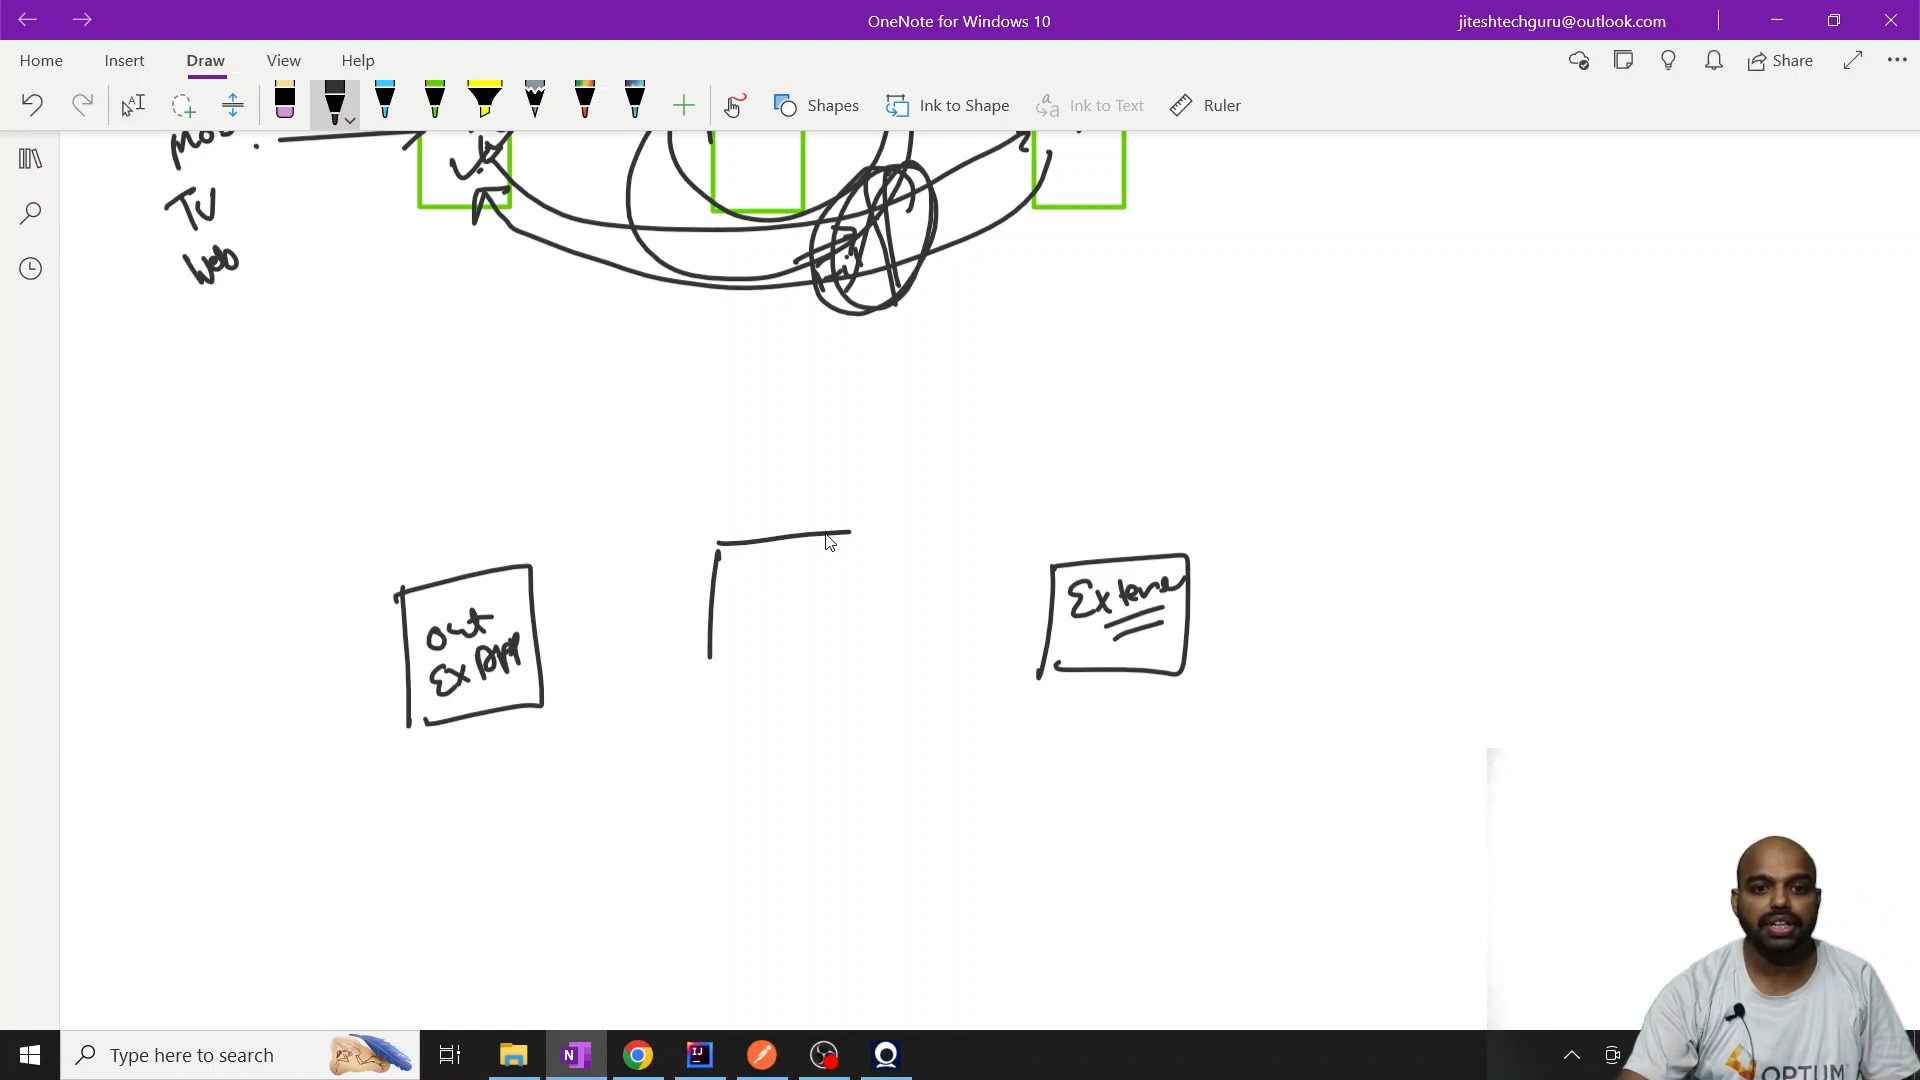 OneNote for Windows 10
jiteshtechguru@outlook.com
Home
Insert
Draw
View
Help
Share
Shapes
Ink to Shape
Ink to Text
Ruler
TV
Web
out
Ex App
External
Type here to search
OPTUM